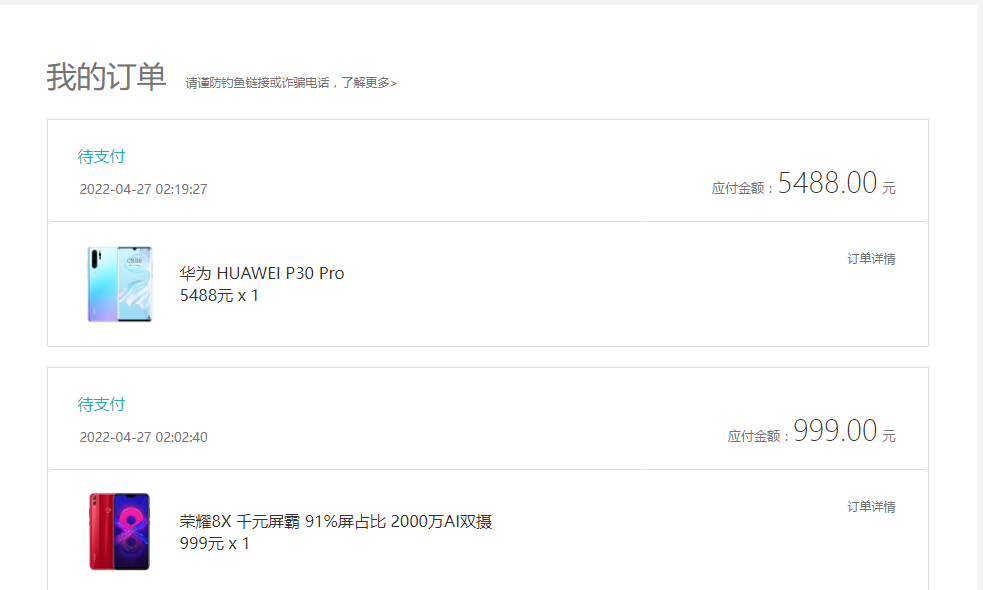 我的订单 请谨防钓鱼链接或诈骗电话，了解更多>
待支付
2022-04-27 02:19:27 应付金额：5488.00 元
订单详情
华为 HUAWEI P30 Pro
5488元 x 1
待支付
2022-04-27 02:02:40 应付金额：999.00 元
订单详情
荣耀8X 千元屏霸 91%屏占比 2000万AI双摄
999元 x 1